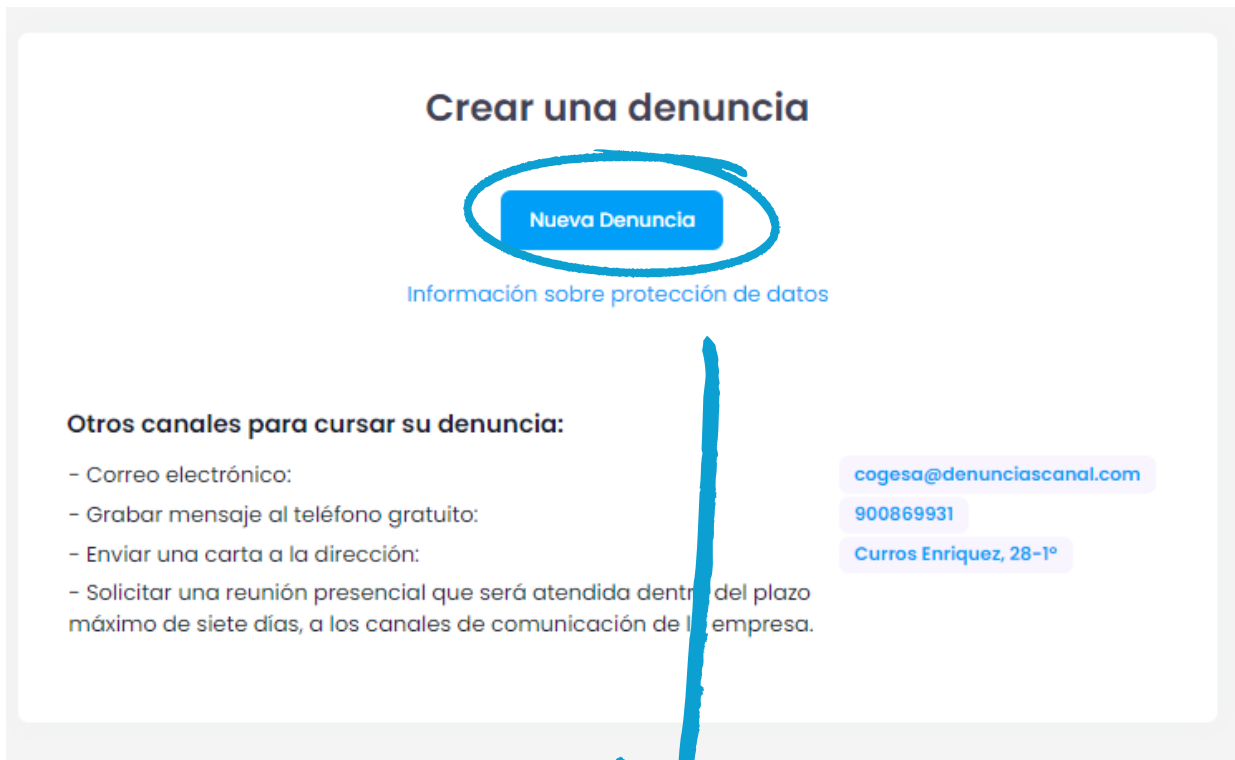 Crear una denuncia
Nueva Denuncia
Información sobre protección de datos
Otros canales para cursar su denuncia:
- Correo electrónico: cogesa@denunciascanal.com
- Grabar mensaje al teléfono gratuito: 900869931
- Enviar una carta a la dirección: Curros Enriquez, 28-1º
- Solicitar una reunión presencial que será atendida dentro del plazo
máximo de siete días, a los canales de comunicación de la empresa.